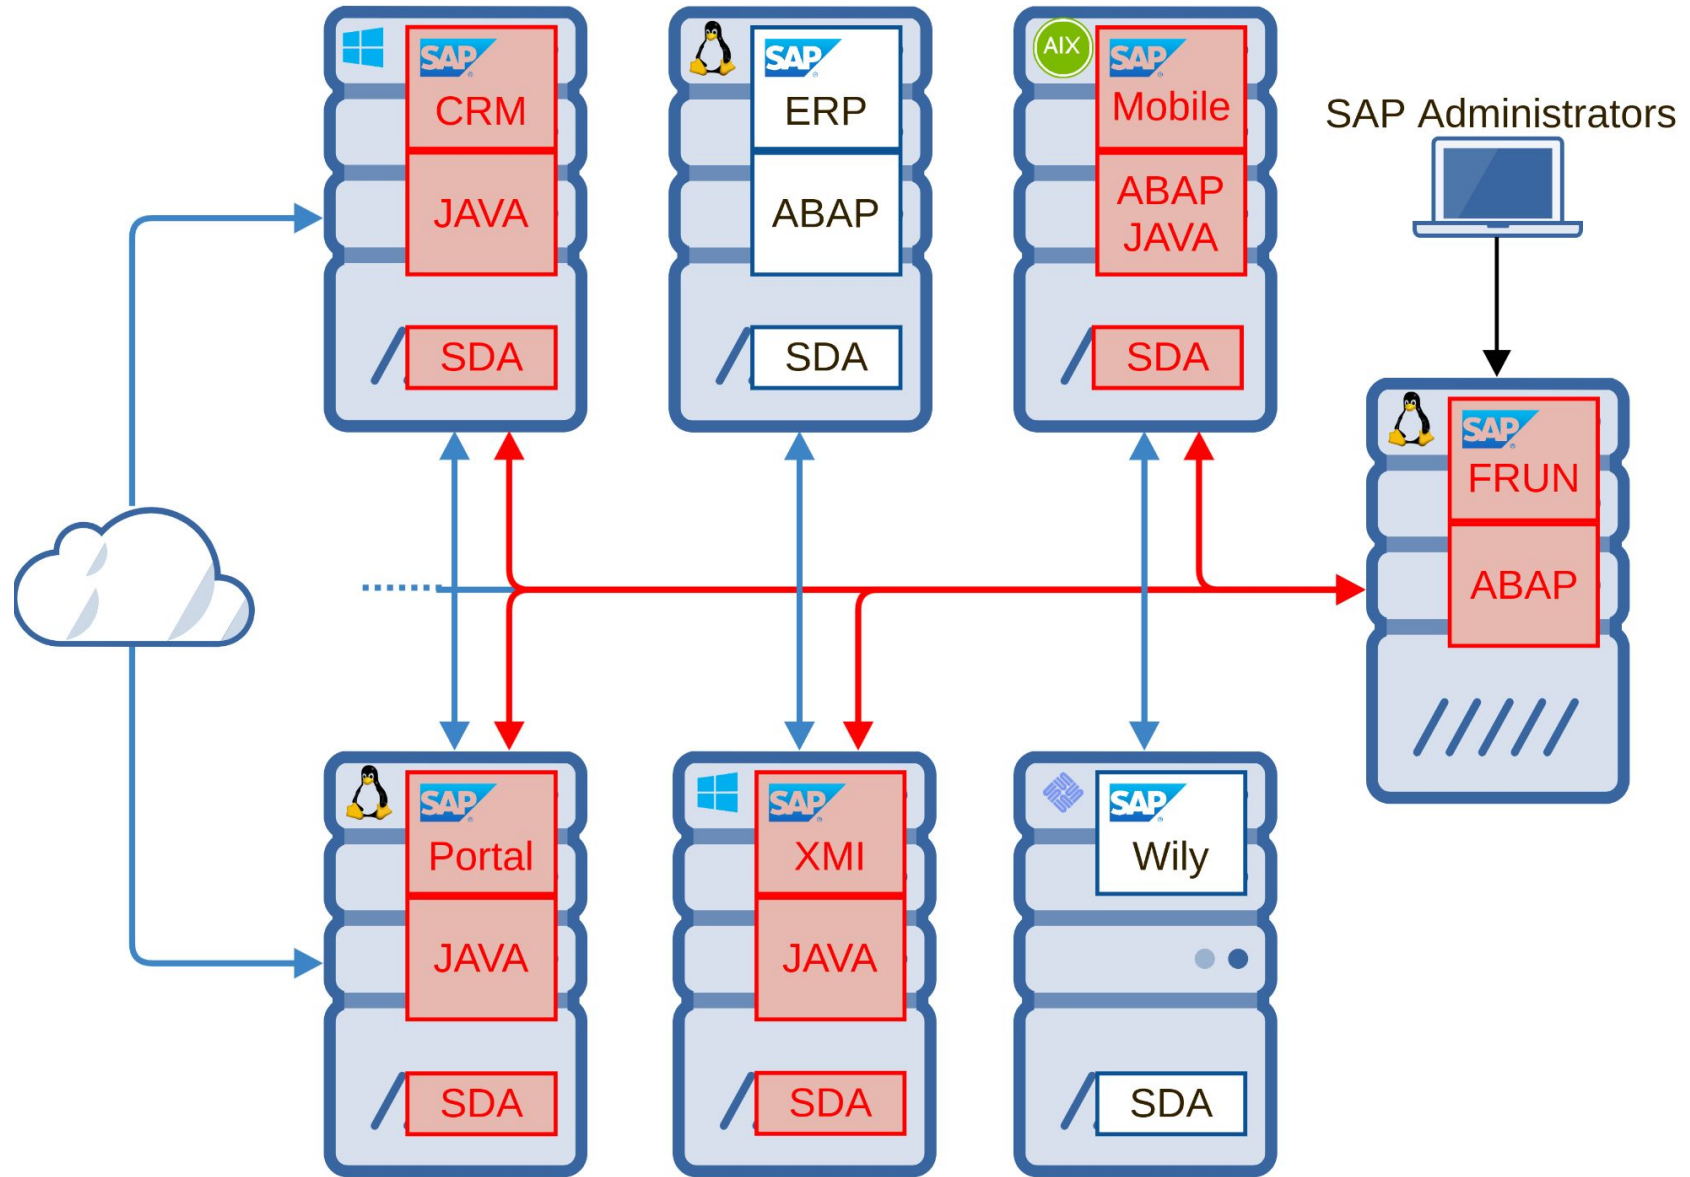 SAP
CRM
JAVA
SDA
SAP
ERP
ABAP
SDA
AIX
SAP
Mobile
ABAP
JAVA
SDA
SAP Administrators
SAP
FRUN
ABAP
SAP
Portal
JAVA
SDA
SAP
XMI
JAVA
SDA
SAP
Wily
SDA